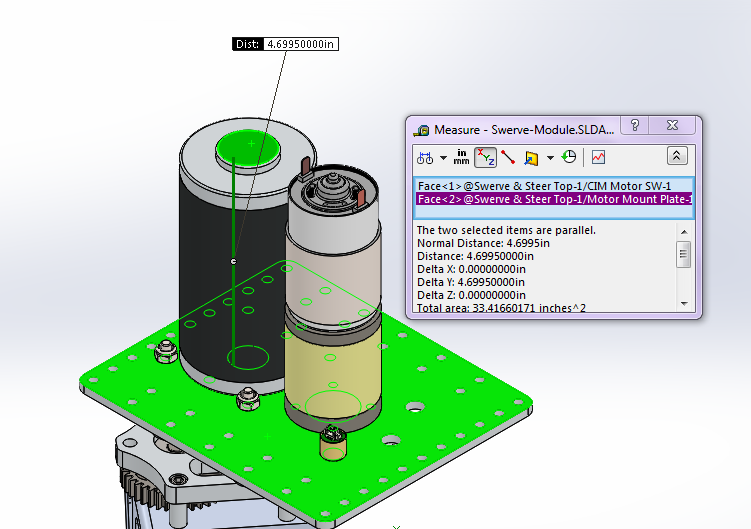 Dist: 4.69950000in
Measure - Swerve-Module.SLDA...
in
mm
XYZ
Face<1>@Swerve & Steer Top-1/CIM Motor SW-1
Face<2>@Swerve & Steer Top-1/Motor Mount Plate-1
The two selected items are parallel.
Normal Distance: 4.6995in
Distance: 4.69950000in
Delta X: 0.00000000in
Delta Y: 4.69950000in
Delta Z: 0.00000000in
Total area: 33.41660171 inches^2